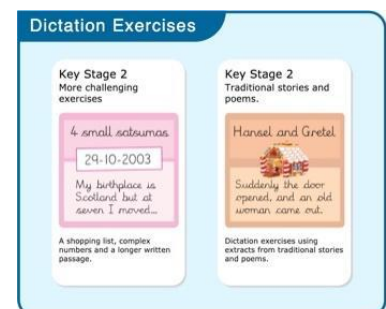 Dictation Exercises
Key Stage 2
More challenging
exercises
4 small satsumas
29-10-2003
My birthplace is
Scotland but at
seven I moved...
A shopping list, complex
numbers and a longer written
passage.
Key Stage 2
Traditional stories and
poems.
Hansel and Gretel
Suddenly the door
opened, and an old
woman came out.
Dictation exercises using
extracts from traditional stories
and poems.